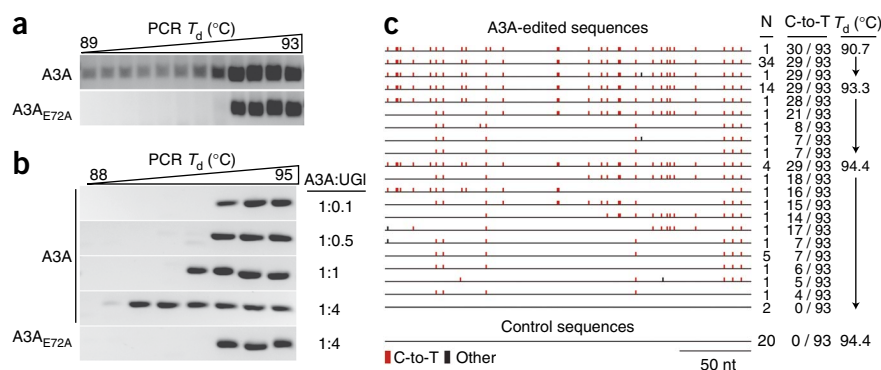 a
PCR Td (°C)
89 93
A3A
A3AE72A
b
PCR Td (°C)
88 95 A3A:UGI
A3A
1:0.1
1:0.5
1:1
1:4
A3AE72A 1:4
c
A3A-edited sequences
N C-to-T Td (°C)
1 30 / 93 90.7
34 29 / 93
1 29 / 93
14 29 / 93 93.3
1 28 / 93
1 21 / 93
1 8 / 93
1 7 / 93
1 7 / 93
4 29 / 93 94.4
1 18 / 93
1 16 / 93
1 15 / 93
1 14 / 93
1 17 / 93
1 7 / 93
5 7 / 93
1 6 / 93
1 5 / 93
1 4 / 93
2 0 / 93
Control sequences
20 0 / 93 94.4
C-to-T Other
50 nt